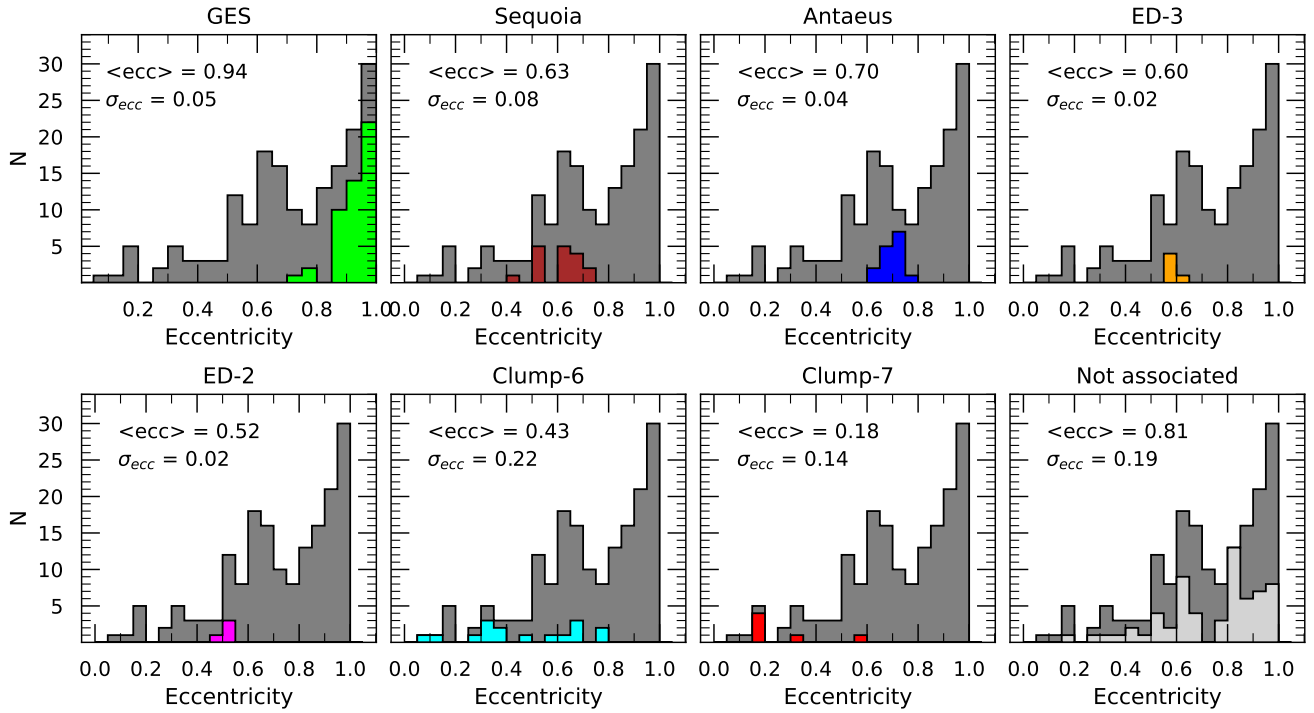 GES Sequoia Antaeus ED-3
<ecc> = 0.94 <ecc> = 0.63 <ecc> = 0.70 <ecc> = 0.60
σecc = 0.05 σecc = 0.08 σecc = 0.04 σecc = 0.02
30
25
20
15
10
5
N
0.2 0.4 0.6 0.8 1.0 0.0 0.2 0.4 0.6 0.8 1.0 0.0 0.2 0.4 0.6 0.8 1.0 0.0 0.2 0.4 0.6 0.8 1.0
Eccentricity Eccentricity Eccentricity Eccentricity
ED-2 Clump-6 Clump-7 Not associated
<ecc> = 0.52 <ecc> = 0.43 <ecc> = 0.18 <ecc> = 0.81
σecc = 0.02 σecc = 0.22 σecc = 0.14 σecc = 0.19
30
25
20
15
10
5
N
0.0 0.2 0.4 0.6 0.8 1.0 0.0 0.2 0.4 0.6 0.8 1.0 0.0 0.2 0.4 0.6 0.8 1.0 0.0 0.2 0.4 0.6 0.8 1.0
Eccentricity Eccentricity Eccentricity Eccentricity